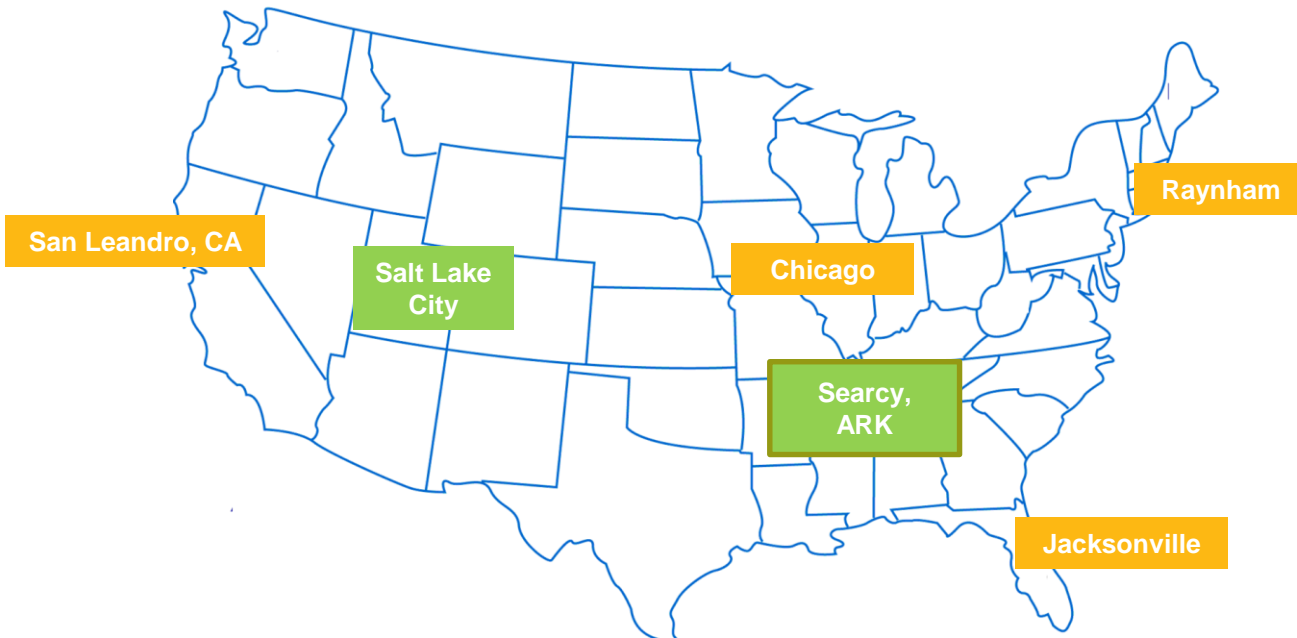 Raynham
San Leandro, CA
Salt Lake
City
Chicago
Searcy,
ARK
Jacksonville